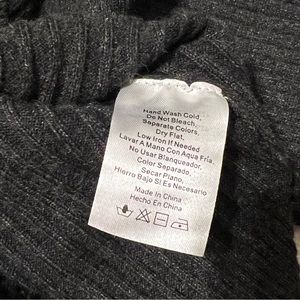 Hand Wash Cold,
Do Not Bleach,
Separate Colors,
Dry Flat,
Low Iron If Needed
Lavar A Mano Con Aqua Fria,
No Usar Blanqueador,
Color Separado,
Secar Plano,
Hierro Bajo Si Es Necesario
Made In China
Hecho En China